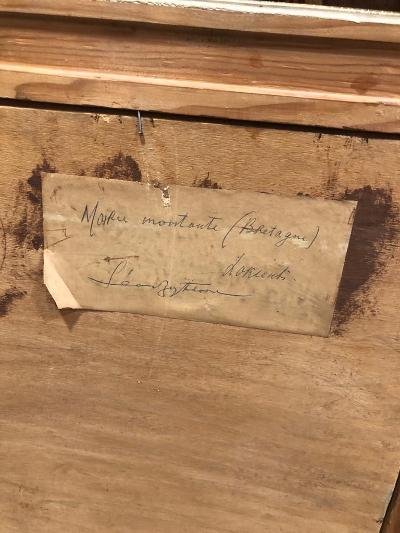 Marée montante (Bretagne)
Lorient.